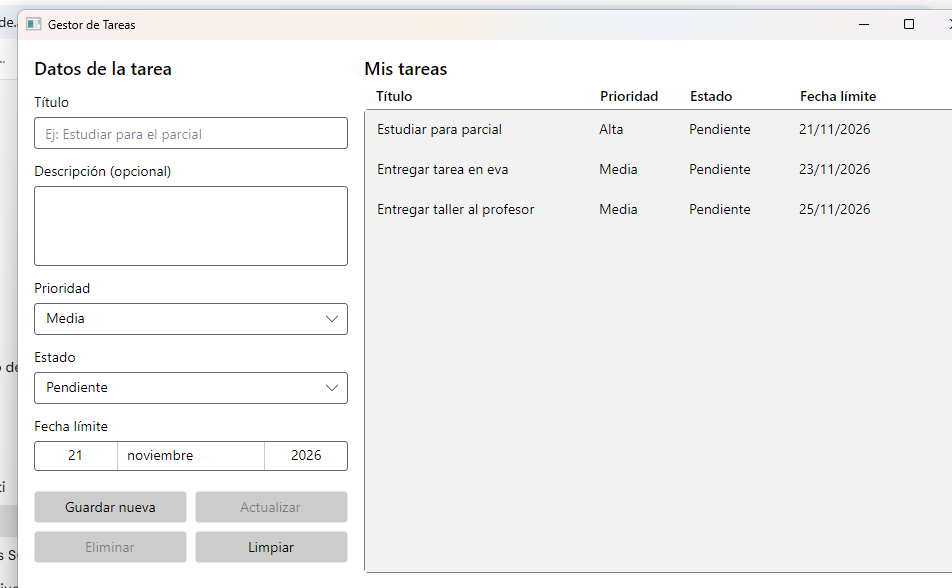 Gestor de Tareas
Datos de la tarea
Título
Ej: Estudiar para el parcial
Descripción (opcional)
Prioridad
Media
Estado
Pendiente
Fecha límite
21 noviembre 2026
Guardar nueva Actualizar
Eliminar Limpiar
Mis tareas
Título Prioridad Estado Fecha límite
Estudiar para parcial Alta Pendiente 21/11/2026
Entregar tarea en eva Media Pendiente 23/11/2026
Entregar taller al profesor Media Pendiente 25/11/2026